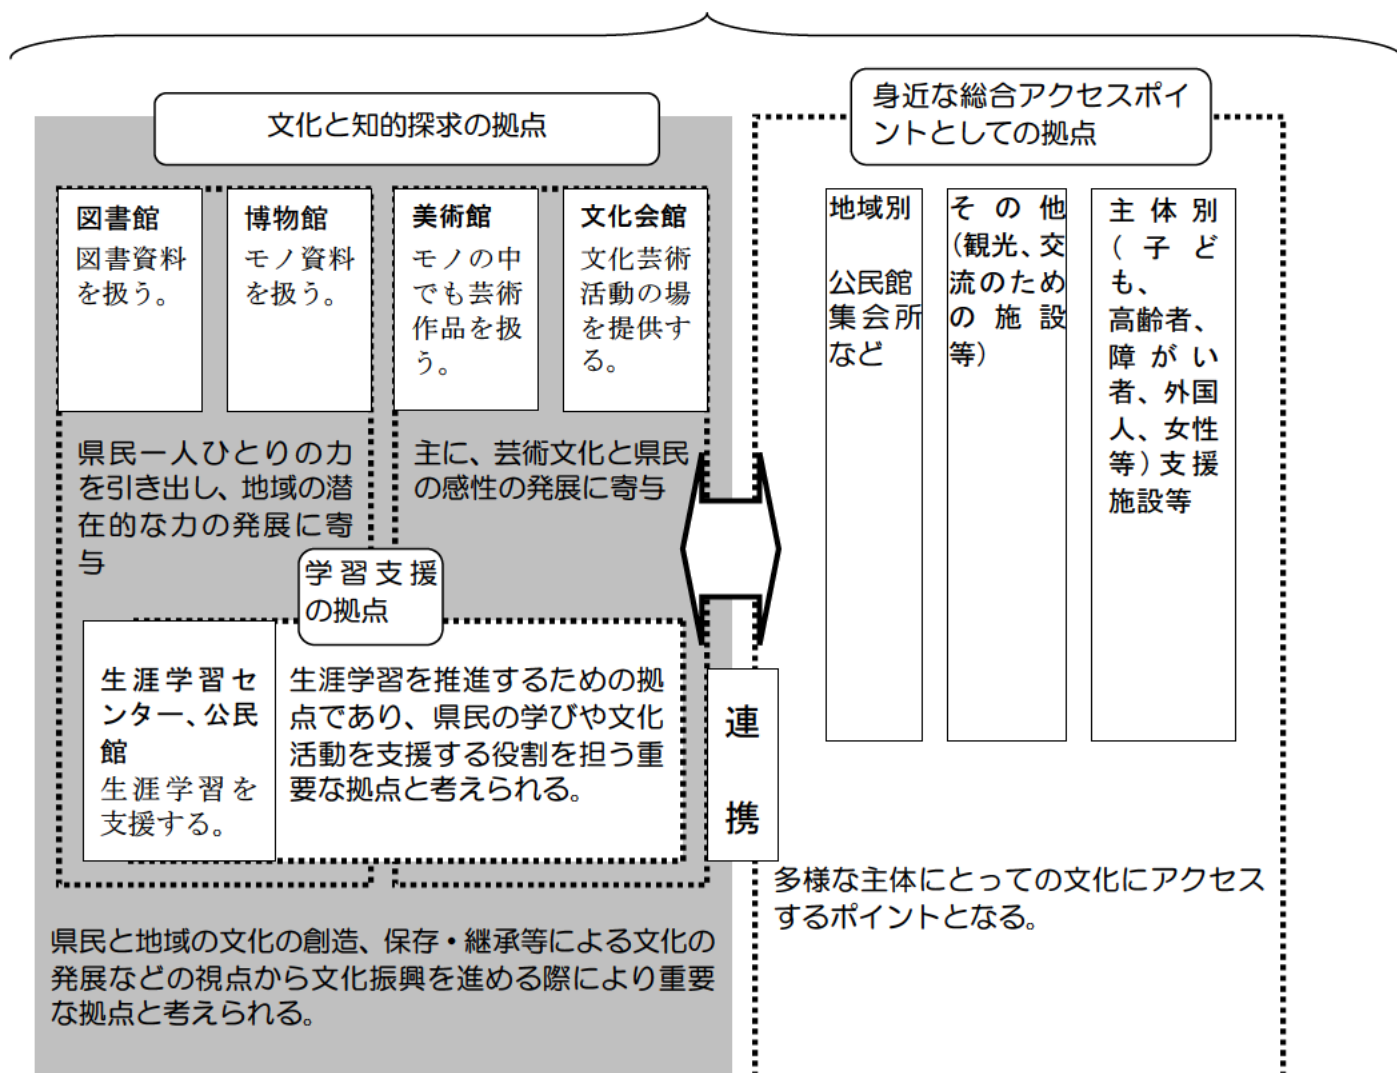 文化と知的探求の拠点
図書館
図書資料
を扱う。
博物館
モノ資料
を扱う。
美術館
モノの中
でも芸術
作品を扱
う。
文化会館
文化芸術
活動の場
を提供す
る。
県民一人ひとりの力
を引き出し、地域の潜
在的な力の発展に寄
与
主に、芸術文化と県民
の感性の発展に寄与
学習支援
の拠点
生涯学習セ
ンター、公民
館
生涯学習を
支援する。
生涯学習を推進するための拠
点であり、県民の学びや文化
活動を支援する役割を担う重
要な拠点と考えられる。
県民と地域の文化の創造、保存・継承等による文化の
発展などの視点から文化振興を進める際により重要
な拠点と考えられる。
連
携
身近な総合アクセスポイ
ントとしての拠点
地域別
公民館
集会所
など
その他
(観光、交
流のため
の施設
等)
主体別
(子ど
も、
高齢者、
障がい
者、外国
人、女性
等)支援
施設等
多様な主体にとっての文化にアクセス
するポイントとなる。